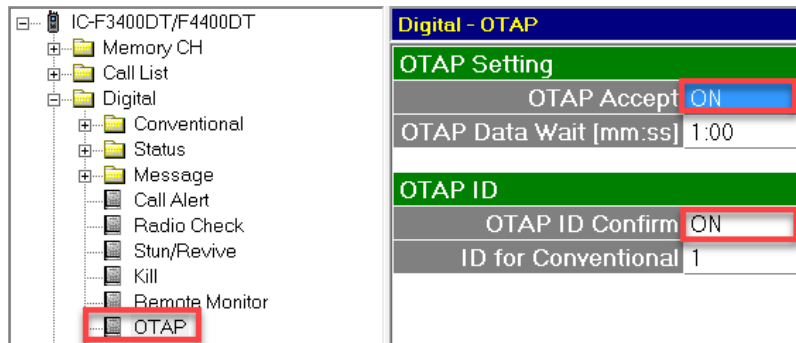 IC-F3400DT/F4400DT
Memory CH
Call List
Digital
Conventional
Status
Message
Call Alert
Radio Check
Stun/Revive
Kill
Remote Monitor
OTAP
Digital - OTAP
OTAP Setting
OTAP Accept ON
OTAP Data Wait [mm:ss] 1:00
OTAP ID
OTAP ID Confirm ON
ID for Conventional 1